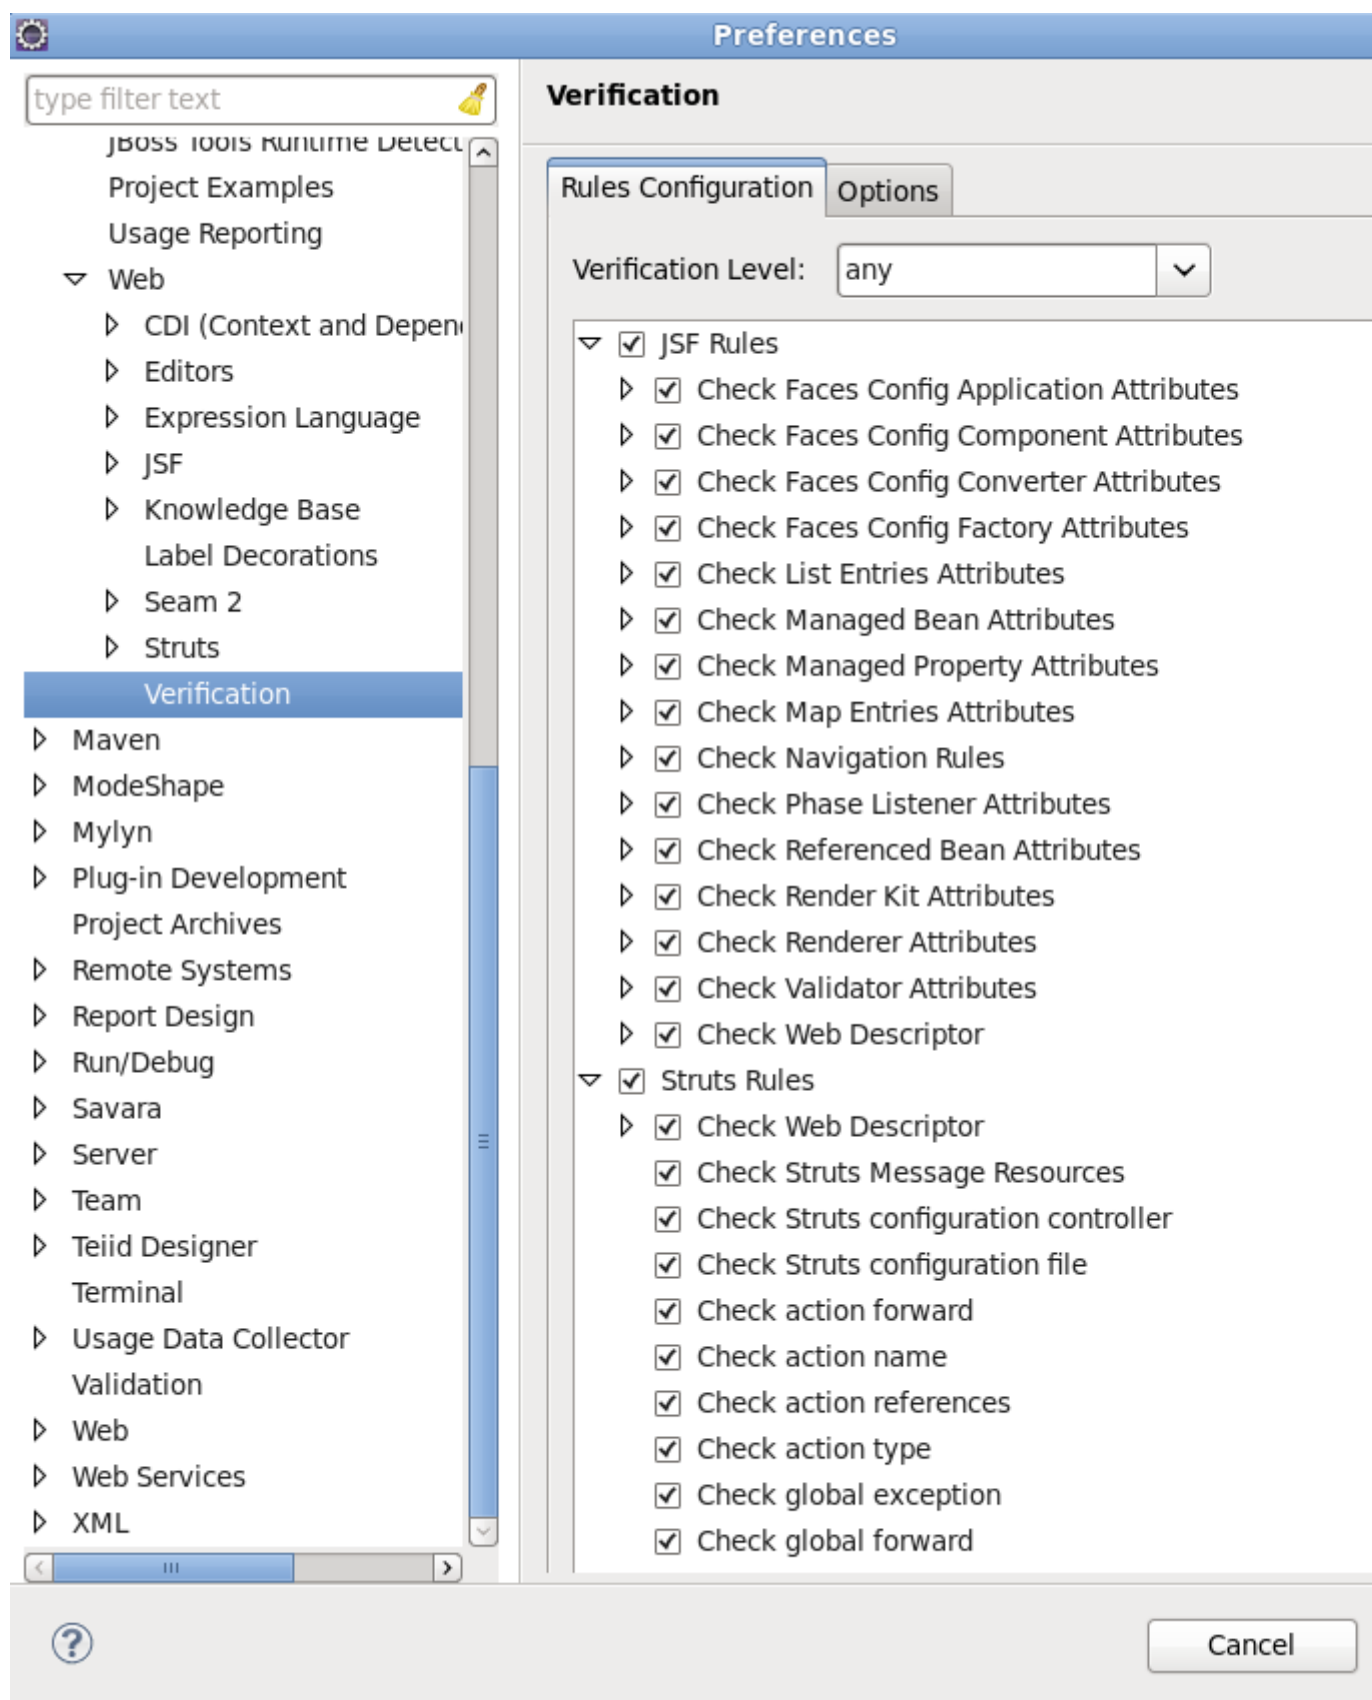 Preferences
type filter text
JBoss Tools Runtime Detect
Project Examples
Usage Reporting
Web
CDI (Context and Depen
Editors
Expression Language
JSF
Knowledge Base
Label Decorations
Seam 2
Struts
Verification
Maven
ModeShape
Mylyn
Plug-in Development
Project Archives
Remote Systems
Report Design
Run/Debug
Savara
Server
Team
Teiid Designer
Terminal
Usage Data Collector
Validation
Web
Web Services
XML
Verification
Rules Configuration
Options
Verification Level: any
JSF Rules
Check Faces Config Application Attributes
Check Faces Config Component Attributes
Check Faces Config Converter Attributes
Check Faces Config Factory Attributes
Check List Entries Attributes
Check Managed Bean Attributes
Check Managed Property Attributes
Check Map Entries Attributes
Check Navigation Rules
Check Phase Listener Attributes
Check Referenced Bean Attributes
Check Render Kit Attributes
Check Renderer Attributes
Check Validator Attributes
Check Web Descriptor
Struts Rules
Check Web Descriptor
Check Struts Message Resources
Check Struts configuration controller
Check Struts configuration file
Check action forward
Check action name
Check action references
Check action type
Check global exception
Check global forward
Cancel